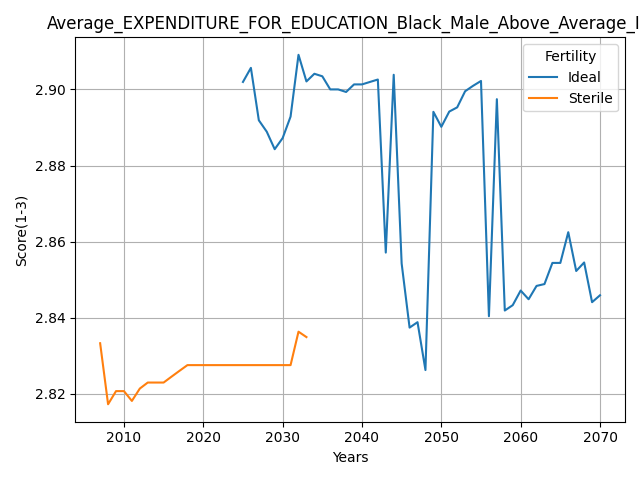 Average_EXPENDITURE_FOR_EDUCATION_Black_Male_Above_Average_I
Fertility
Ideal
Sterile
2.90
2.88
2.86
2.84
2.82
Score(1-3)
2010 2020 2030 2040 2050 2060 2070
Years